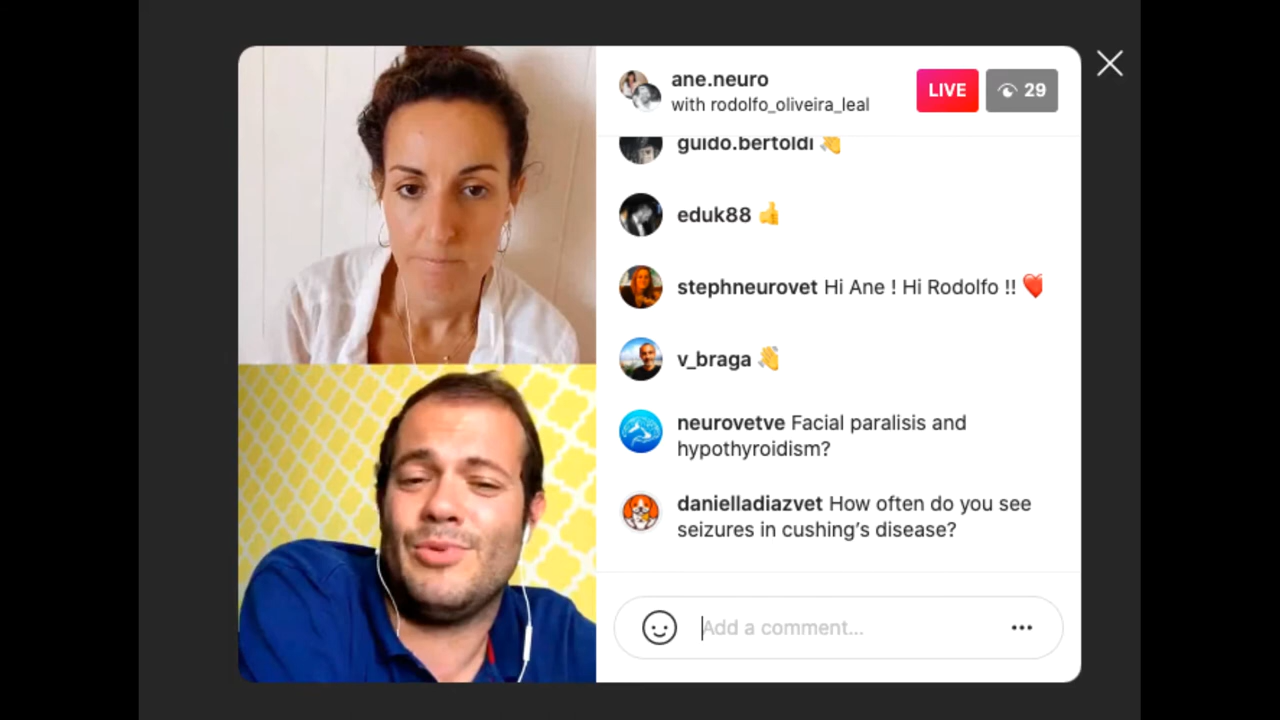 ane.neuro
with rodolfo_oliveira_leal
LIVE
29
guido.bertoldi 👏
eduk88 👍
stephneurovet Hi Ane ! Hi Rodolfo !! ❤️
v_braga 👏
neurovetve Facial paralisis and
hypothyroidism?
danielladiazvet How often do you see
seizures in cushing’s disease?
Add a comment...